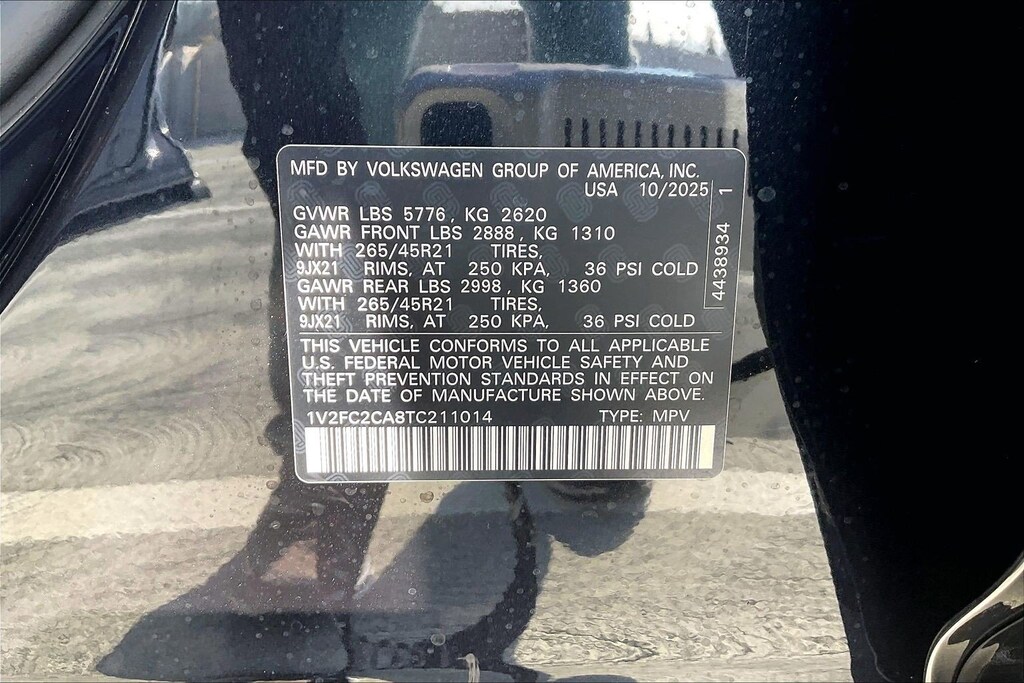 MFD BY VOLKSWAGEN GROUP OF AMERICA, INC.
USA 10/2025
GVWR LBS 5776, KG 2620
GAWR FRONT LBS 2888, KG 1310
WITH 265/45R21 TIRES,
9JX21 RIMS, AT 250 KPA, 36 PSI COLD
GAWR REAR LBS 2998, KG 1360
WITH 265/45R21 TIRES,
9JX21 RIMS, AT 250 KPA, 36 PSI COLD
THIS VEHICLE CONFORMS TO ALL APPLICABLE
U.S. FEDERAL MOTOR VEHICLE SAFETY AND
THEFT PREVENTION STANDARDS IN EFFECT ON
THE DATE OF MANUFACTURE SHOWN ABOVE.
1V2FC2CA8TC211014 TYPE: MPV
4438934 1